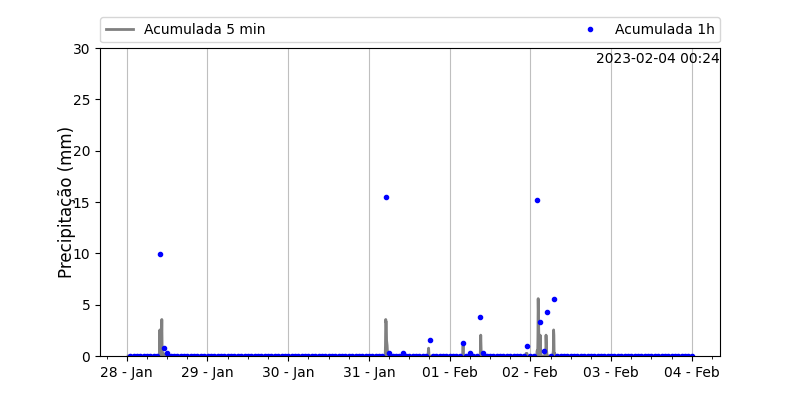 Acumulada 5 min
Acumulada 1h
2023-02-04 00:24
Precipitação (mm)
30
25
20
15
10
5
0
28 - Jan
29 - Jan
30 - Jan
31 - Jan
01 - Feb
02 - Feb
03 - Feb
04 - Feb